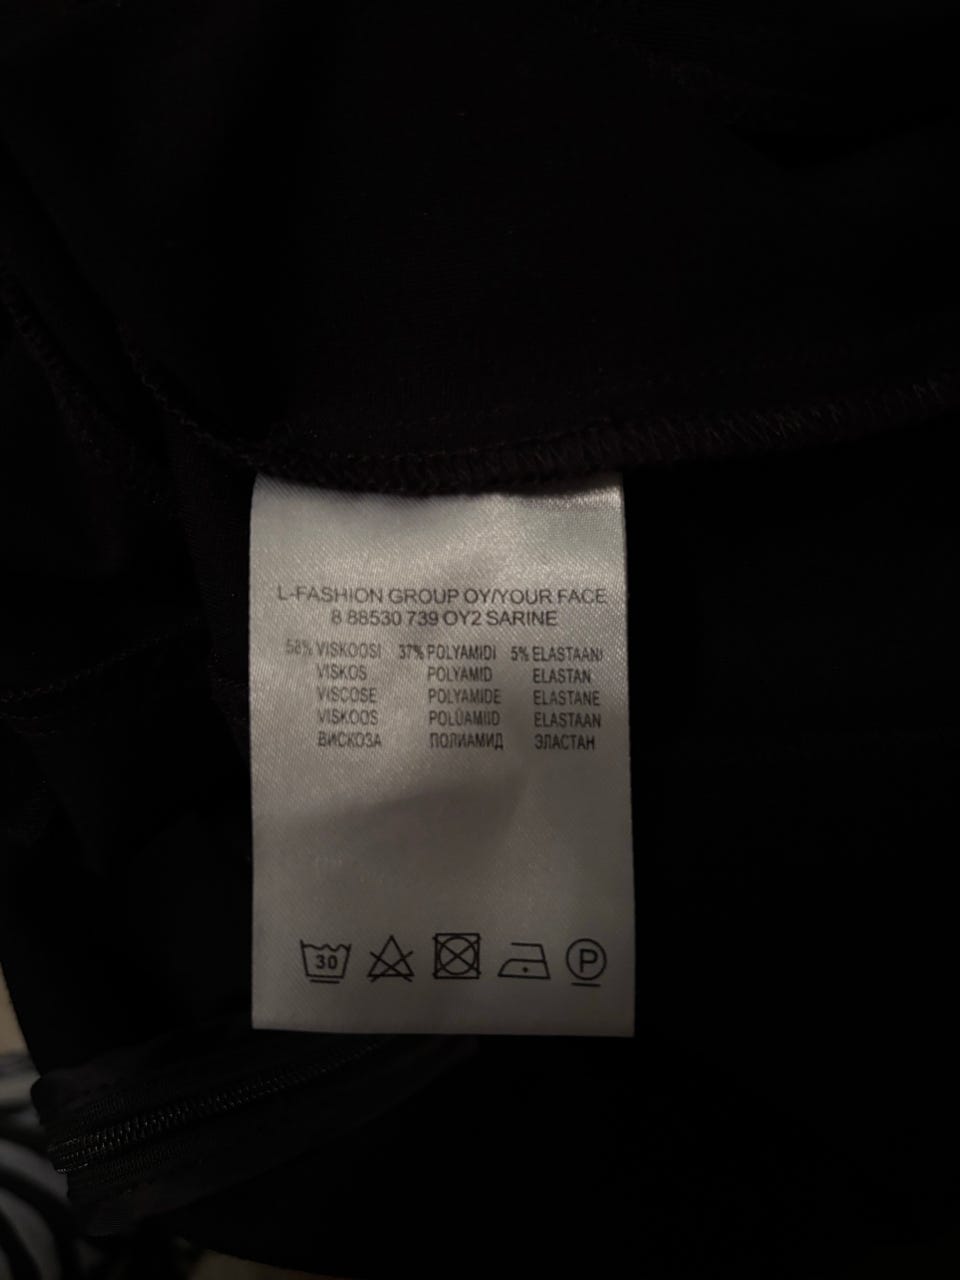 L-FASHION GROUP OY/YOUR FACE
8 88530 739 OY2 SARINE
58% VISKOOSI 37% POLYAMIDI 5% ELASTAANI
VISKOS POLYAMID ELASTAN
VISCOSE POLYAMIDE ELASTANE
VISKOOS POLÜAMIID ELASTAAN
ВИСКОЗА ПОЛИАМИД ЭЛАСТАН
30 P